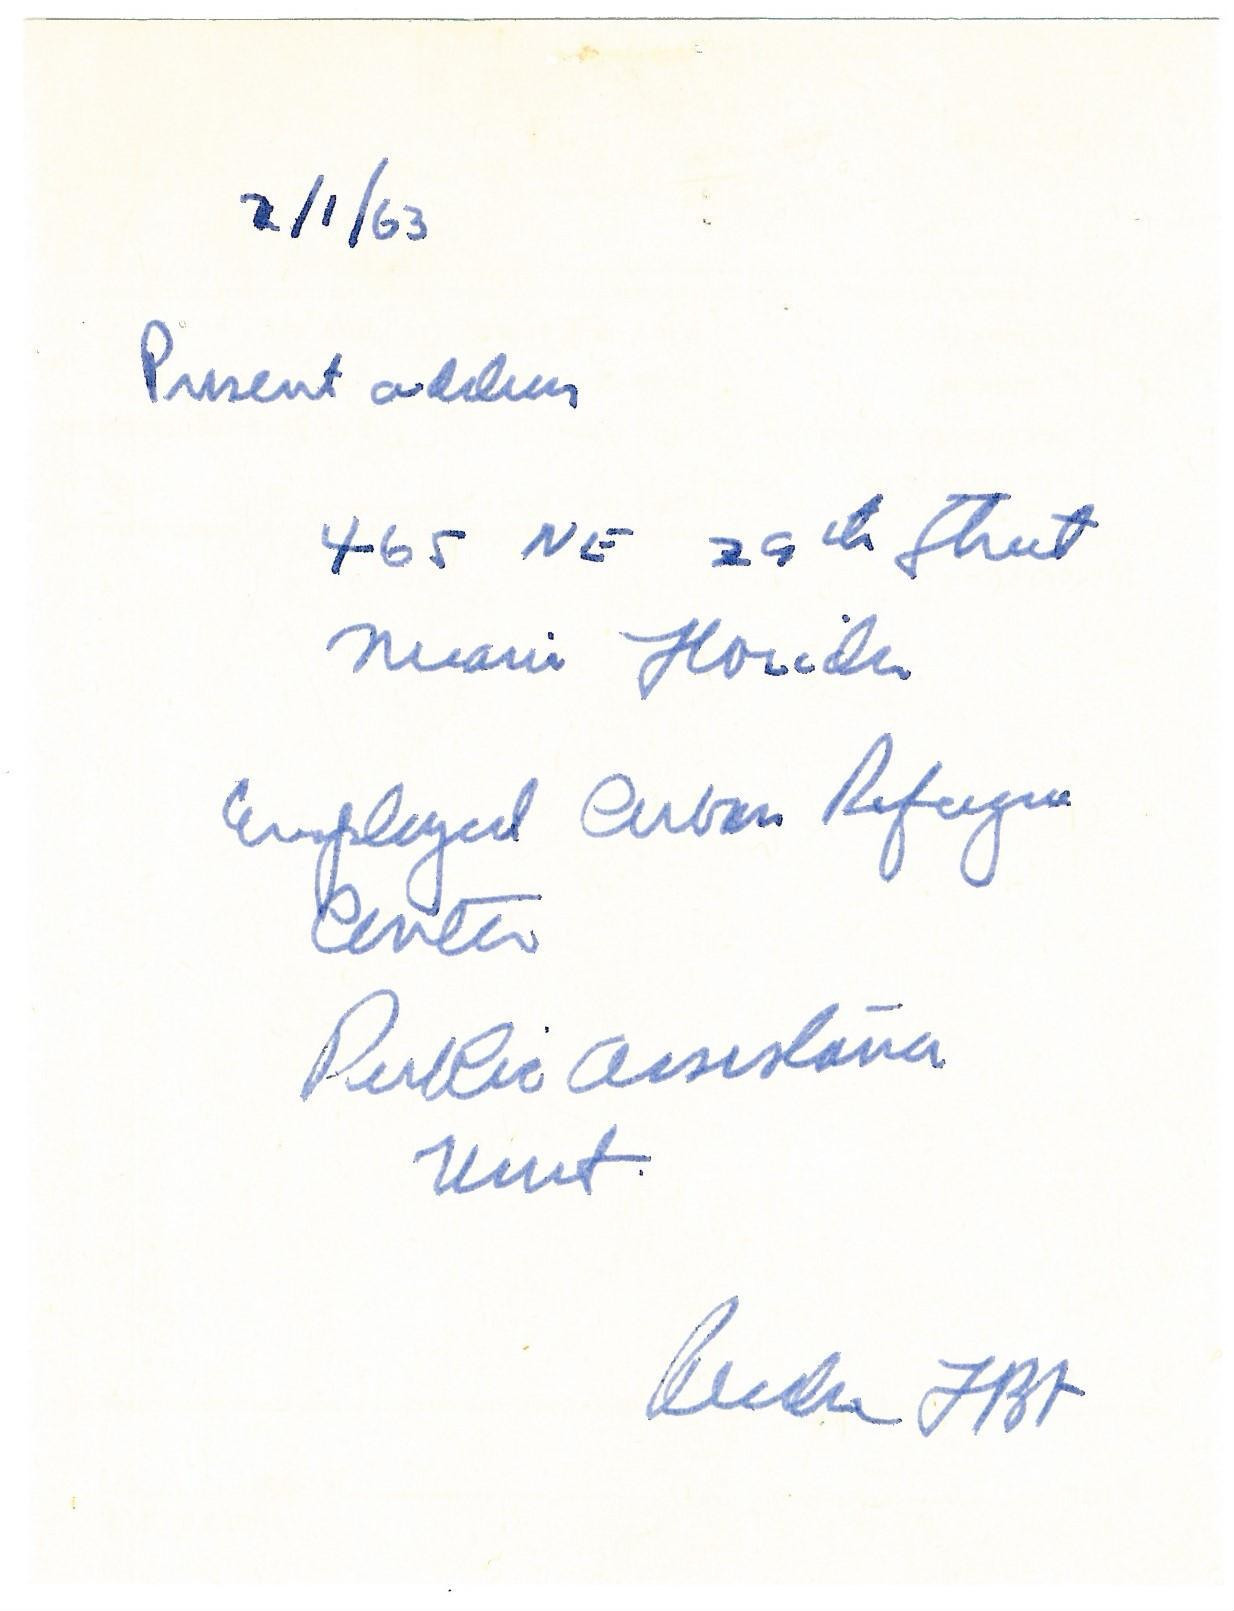 2/1/63
Present address
465 NE 29th Street
Miami Florida
Employed Cuban Refugee
Center
Public Assistance
Unit.
FBI